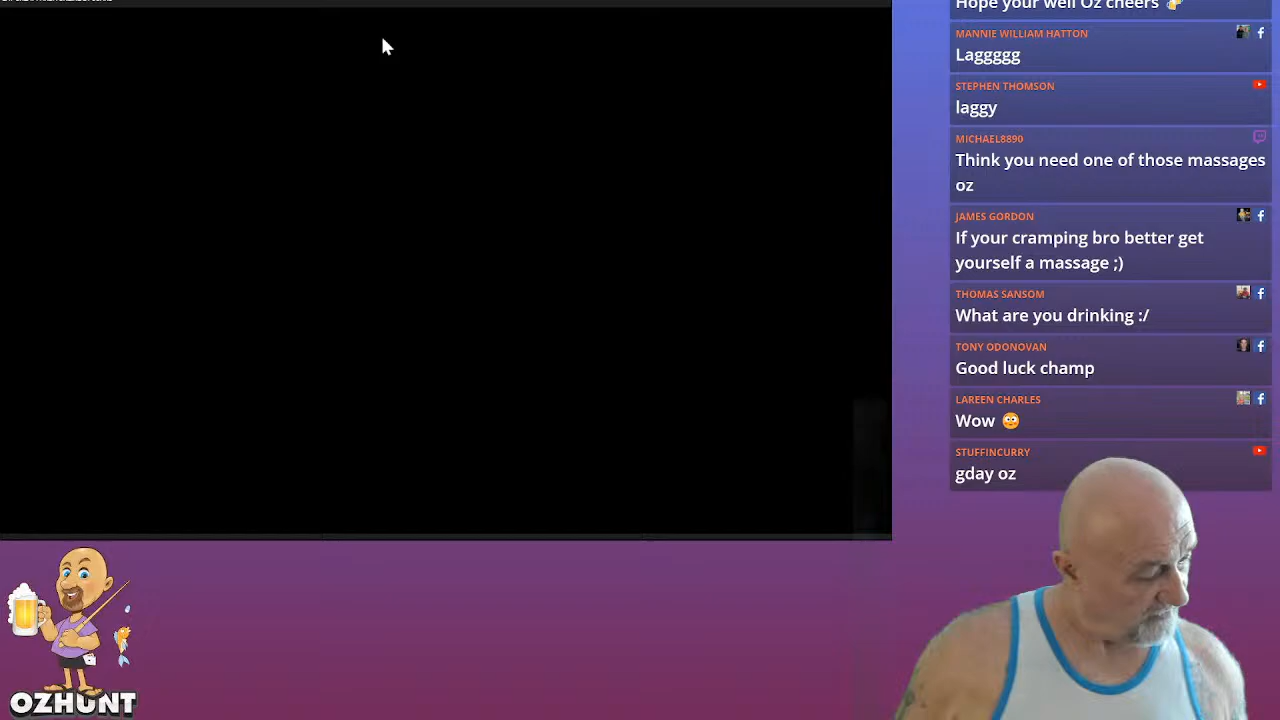 Hope your well Oz cheers 🍻
MANNIE WILLIAM HATTON
Laggggg
STEPHEN THOMSON
laggy
MICHAEL8890
Think you need one of those massages
oz
JAMES GORDON
If your cramping bro better get
yourself a massage ;)
THOMAS SANSOM
What are you drinking :/
TONY ODONOVAN
Good luck champ
LAREEN CHARLES
Wow 😳
STUFFINCURRY
gday oz
OZHUNT